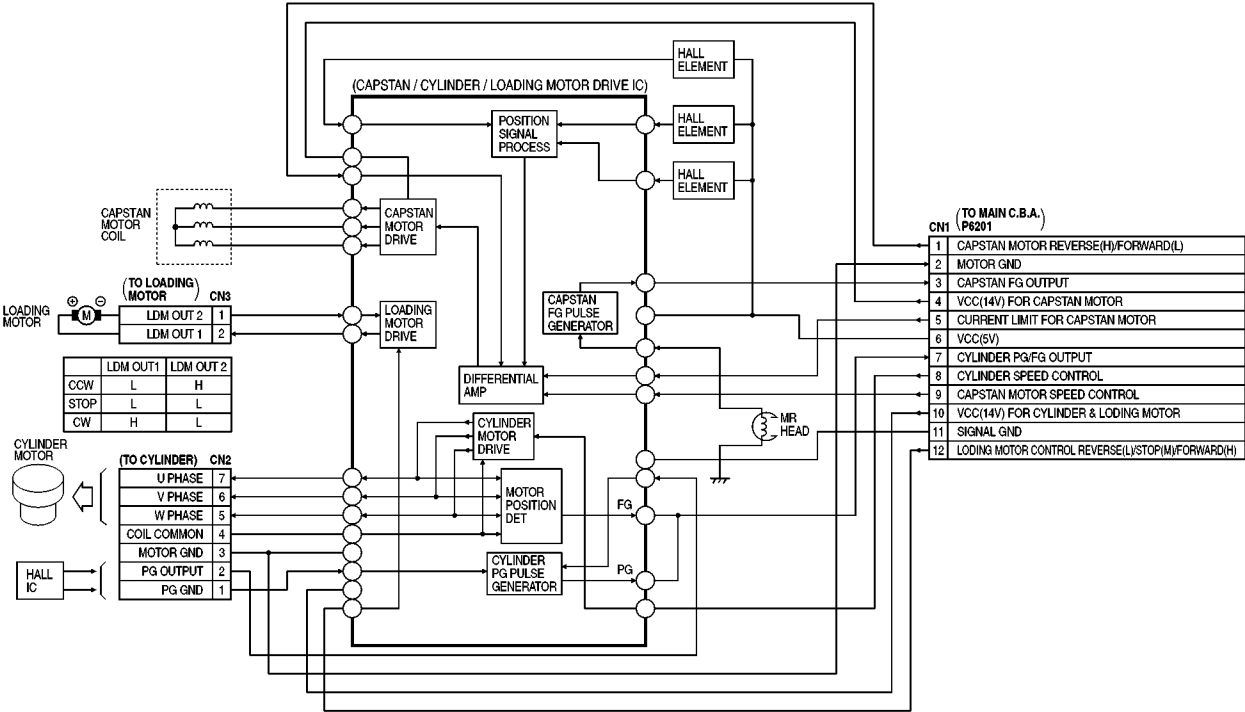 HALL
ELEMENT
(CAPSTAN / CYLINDER / LOADING MOTOR DRIVE IC)
POSITION
SIGNAL
PROCESS
HALL
ELEMENT
HALL
ELEMENT
CAPSTAN
MOTOR
COIL
CAPSTAN
MOTOR
DRIVE
CN1
(TO MAIN C.B.A.)
P6201
1 CAPSTAN MOTOR REVERSE(H)/FORWARD(L)
2 MOTOR GND
3 CAPSTAN FG OUTPUT
4 VCC(14V) FOR CAPSTAN MOTOR
5 CURRENT LIMIT FOR CAPSTAN MOTOR
6 VCC(5V)
7 CYLINDER PG/FG OUTPUT
8 CYLINDER SPEED CONTROL
9 CAPSTAN MOTOR SPEED CONTROL
10 VCC(14V) FOR CYLINDER & LODING MOTOR
11 SIGNAL GND
12 LODING MOTOR CONTROL REVERSE(L)/STOP(M)/FORWARD(H)
(TO LOADING
MOTOR)
CN3
LOADING
MOTOR
⊕ M ⊖
LDM OUT 2 1
LDM OUT 1 2
LOADING
MOTOR
DRIVE
CAPSTAN
FG PULSE
GENERATOR
LDM OUT1 LDM OUT 2
CCW L H
STOP L L
CW H L
DIFFERENTIAL
AMP
MR
HEAD
CYLINDER
MOTOR
DRIVE
CYLINDER
MOTOR
(TO CYLINDER) CN2
U PHASE 7
V PHASE 6
W PHASE 5
COIL COMMON 4
MOTOR GND 3
PG OUTPUT 2
PG GND 1
HALL
IC
MOTOR
POSITION
DET
FG
CYLINDER
PG PULSE
GENERATOR
PG